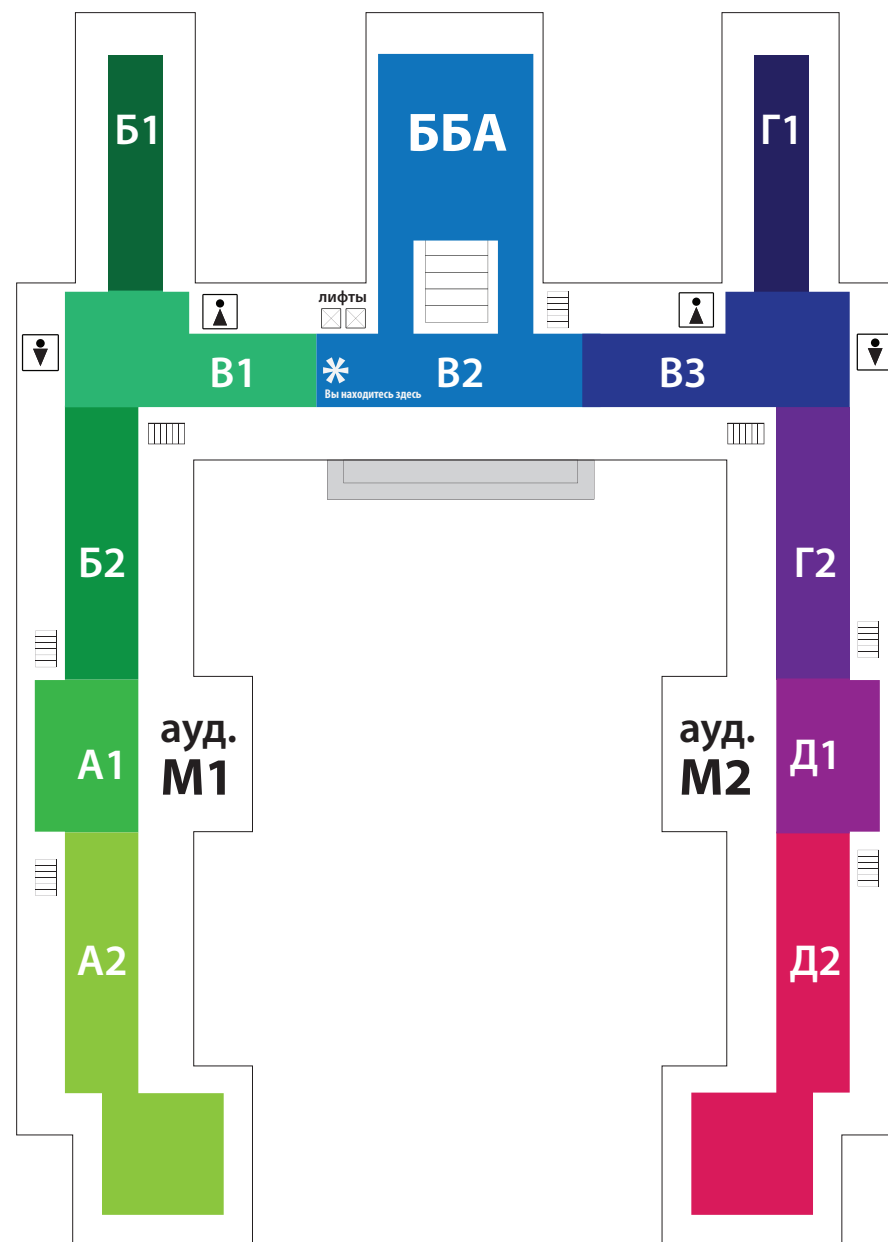 Б1
ББА
Г1
лифты
В1
*
В2
В3
Вы находитесь здесь
Б2
Г2
ауд.
М1
ауд.
М2
А1
Д1
А2
Д2